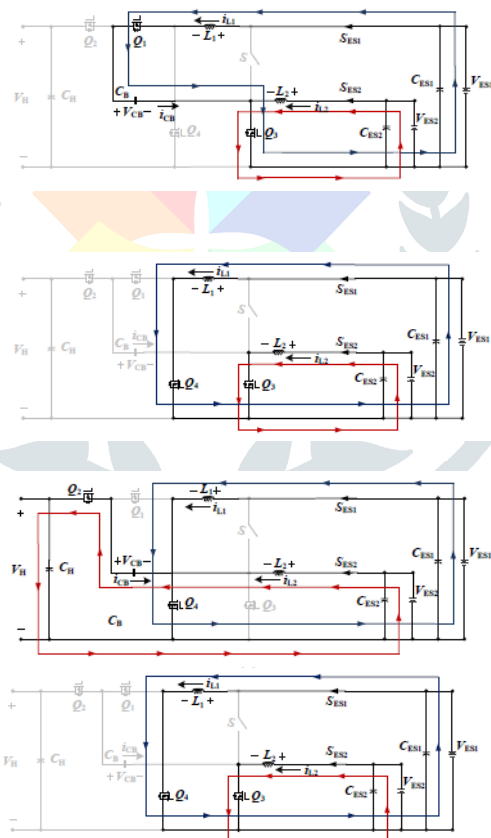 Q2 Q1 iL1 − L1 + SES1
+ S
VH CH CB + VCB − iCB − L2 + SES2 iL2 CES1 VES1
Q4 Q3 CES2 VES2
−
iL1
+ Q2 Q1 − L1 + SES1
S
VH CH CB iCB + VCB − − L2 + SES2 iL2 CES1 VES1
Q4 Q3 CES2 VES2
−
Q2 Q1 − L1 + iL1 SES1
+ S
VH CH + VCB − iCB − L2 + iL2 SES2 CES1 VES1
CB Q4 Q3 CES2 VES2
−
iL1
+ Q2 Q1 − L1 + SES1
S
VH CH CB iCB + VCB − − L2 + iL2 SES2 CES1 VES1
Q4 Q3 CES2 VES2
−